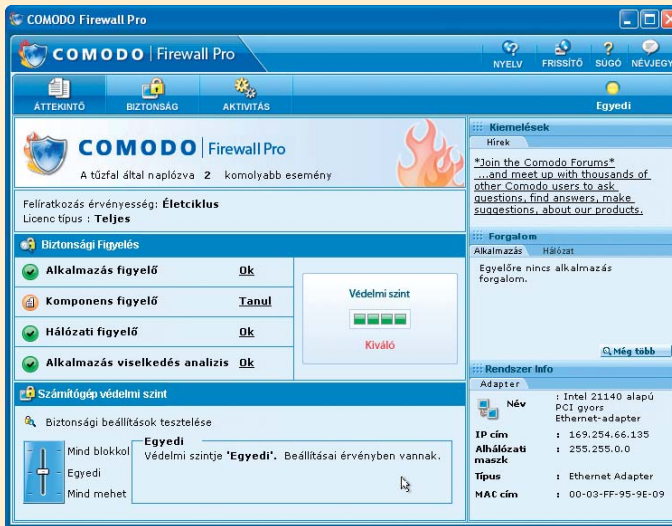 COMODO Firewall Pro
COMODO | Firewall Pro
NYELV
FRISSÍTŐ
SÚGÓ
NÉVJEGY
ÁTTEKINTŐ
BIZTONSÁG
AKTIVITÁS
Egyedi
COMODO | Firewall Pro
A tűzfal által naplózva 2 komolyabb esemény
Felíratkozás érvényesség: Életciklus
Licenc típus : Teljes
Biztonsági Figyelés
Alkalmazás figyelő Ok
Komponens figyelő Tanul
Hálózati figyelő Ok
Alkalmazás viselkedés analizis Ok
Védelmi szint
Kiváló
Számítógép védelmi szint
Biztonsági beállítások tesztelése
Mind blokkol
Egyedi
Mind mehet
Egyedi
Védelmi szintje 'Egyedi'. Beállításai érvényben vannak.
Kiemelések
Hírek
*Join the Comodo Forums*
...and meet up with thousands of
other Comodo users to ask
questions, find answers, make
suggestions, about our products.
Forgalom
Alkalmazás Hálózat
Egyelőre nincs alkalmazás
forgalom.
Még több
Rendszer Info
Adapter
Név : Intel 21140 alapú
PCI gyors
Ethernet-adapter
IP cím : 169.254.66.135
Alhálózati : 255.255.0.0
maszk
Típus : Ethernet Adapter
MAC cím : 00-03-FF-95-9E-09